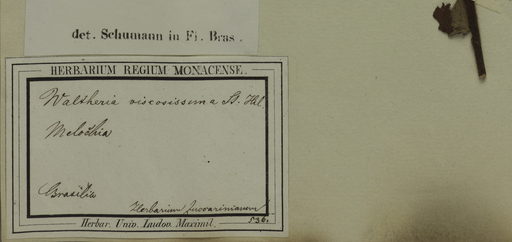 det. Schumann in Fl. Bras.
HERBARIUM REGIUM MONACENSE.
Waltheria viscosissima St. Hil.
Melochia
Brasilia
Herbarium Zuccarinianum
Herbar. Univ. Ludov. Maximil.
836.